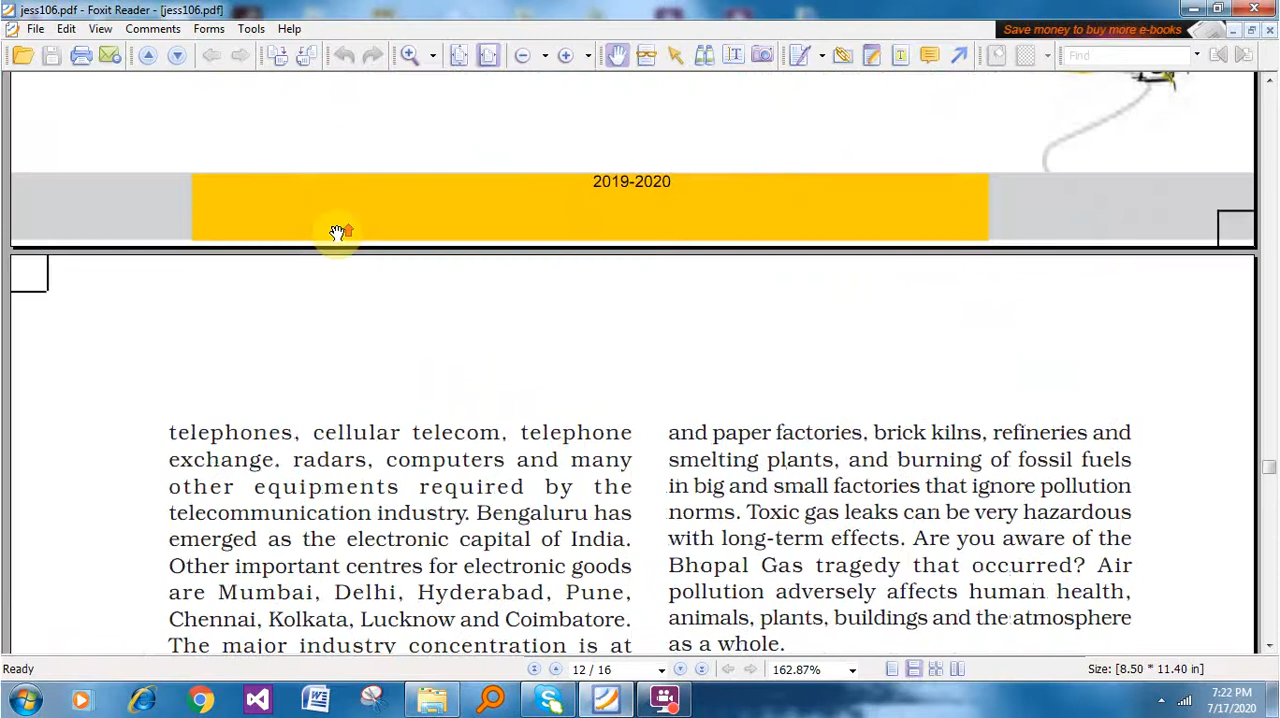 jess106.pdf - Foxit Reader - [jess106.pdf]
File Edit View Comments Tools Forms Tools Help
Save money to buy more e-books
Find
2019-2020
telephones, cellular telecom, telephone
exchange. radars, computers and many
other equipments required by the
telecommunication industry. Bengaluru has
emerged as the electronic capital of India.
Other important centres for electronic goods
are Mumbai, Delhi, Hyderabad, Pune,
Chennai, Kolkata, Lucknow and Coimbatore.
The major industry concentration is at
and paper factories, brick kilns, refineries and
smelting plants, and burning of fossil fuels
in big and small factories that ignore pollution
norms. Toxic gas leaks can be very hazardous
with long-term effects. Are you aware of the
Bhopal Gas tragedy that occurred? Air
pollution adversely affects human health,
animals, plants, buildings and the atmosphere
as a whole.
Ready
12 / 16
162.87%
Size: [8.50 * 11.40 in]
7:22 PM
7/17/2020